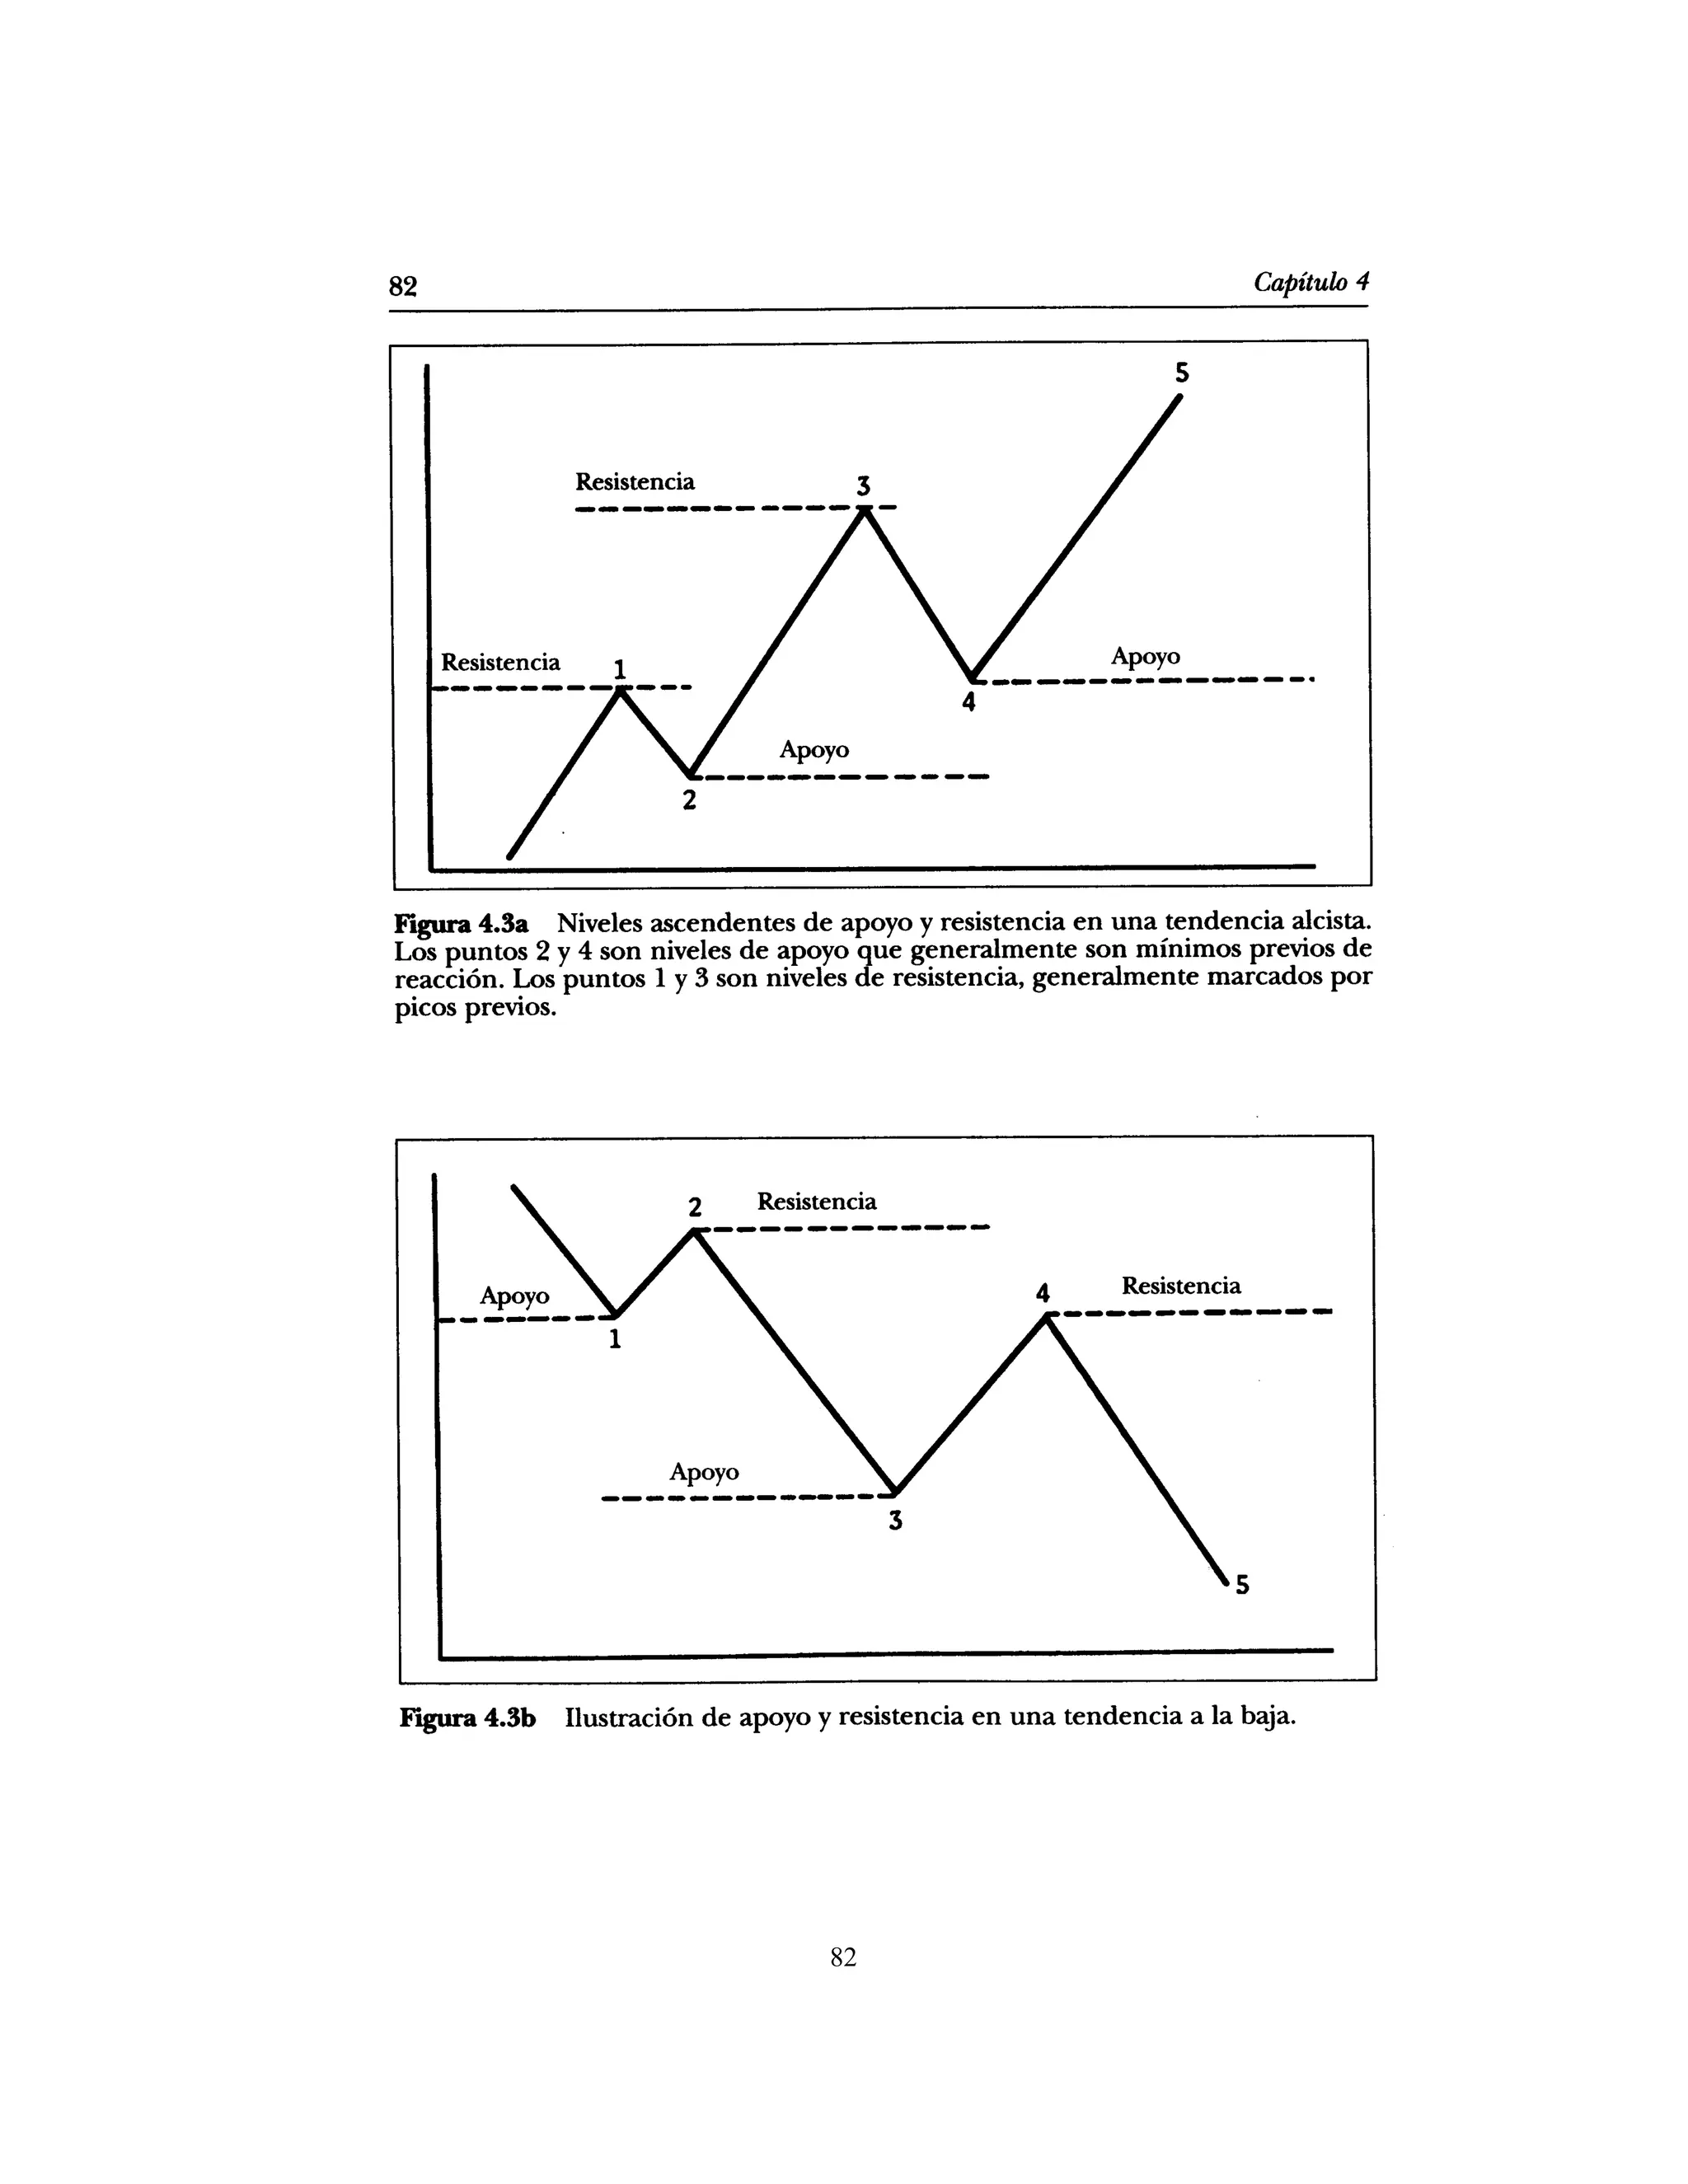 82
Capítulo 4
5
Resistencia
3
Resistencia
1
Apoyo
4
Apoyo
2
Figura 4.3a Niveles ascendentes de apoyo y resistencia en una tendencia alcista.
Los puntos 2 y 4 son niveles de apoyo que generalmente son mínimos previos de
reacción. Los puntos 1 y 3 son niveles de resistencia, generalmente marcados por
picos previos.
2
Resistencia
Apoyo
4
Resistencia
1
Apoyo
3
5
Figura 4.3b Ilustración de apoyo y resistencia en una tendencia a la baja.
82